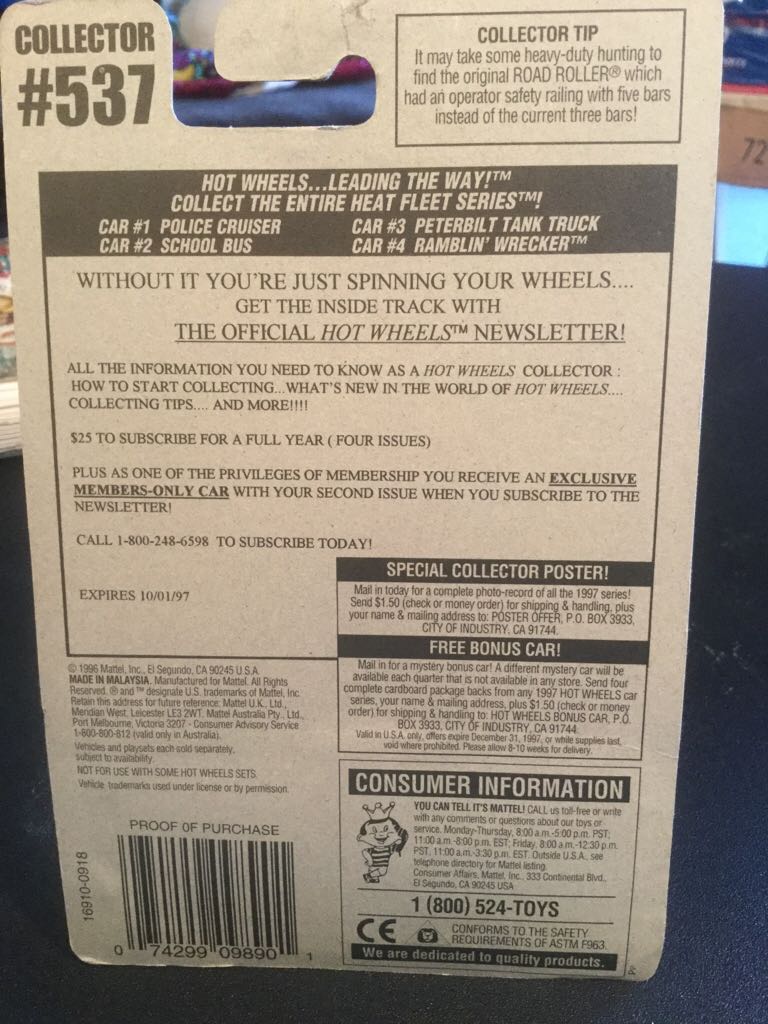 COLLECTOR
#537
COLLECTOR TIP
It may take some heavy-duty hunting to
find the original ROAD ROLLER® which
had an operator safety railing with five bars
instead of the current three bars!
72
HOT WHEELS...LEADING THE WAY!™
COLLECT THE ENTIRE HEAT FLEET SERIES™!
CAR #1 POLICE CRUISER
CAR #2 SCHOOL BUS
CAR #3 PETERBILT TANK TRUCK
CAR #4 RAMBLIN' WRECKER™
WITHOUT IT YOU'RE JUST SPINNING YOUR WHEELS....
GET THE INSIDE TRACK WITH
THE OFFICIAL HOT WHEELS™ NEWSLETTER!
ALL THE INFORMATION YOU NEED TO KNOW AS A HOT WHEELS COLLECTOR :
HOW TO START COLLECTING...WHAT'S NEW IN THE WORLD OF HOT WHEELS....
COLLECTING TIPS.... AND MORE!!!!
$25 TO SUBSCRIBE FOR A FULL YEAR ( FOUR ISSUES)
PLUS AS ONE OF THE PRIVILEGES OF MEMBERSHIP YOU RECEIVE AN EXCLUSIVE
MEMBERS-ONLY CAR WITH YOUR SECOND ISSUE WHEN YOU SUBSCRIBE TO THE
NEWSLETTER!
CALL 1-800-248-6598 TO SUBSCRIBE TODAY!
EXPIRES 10/01/97
SPECIAL COLLECTOR POSTER!
Mail in today for a complete photo-record of all the 1997 series!
Send $1.50 (check or money order) for shipping & handling, plus
your name & mailing address to: POSTER OFFER, P.O. BOX 3933,
CITY OF INDUSTRY, CA 91744.
FREE BONUS CAR!
Mail in for a mystery bonus car! A different mystery car will be
available each quarter that is not available in any store. Send four
complete cardboard package backs from any 1997 HOT WHEELS car
series, your name & mailing address, plus $1.50 (check or money
order) for shipping & handling to: HOT WHEELS BONUS CAR, P.O.
BOX 3933, CITY OF INDUSTRY, CA 91744.
Valid in U.S.A. only, offers expire December 31, 1997, or while supplies last,
void where prohibited. Please allow 8-10 weeks for delivery.
© 1996 Mattel, Inc., El Segundo, CA 90245 U.S.A.
MADE IN MALAYSIA. Manufactured for Mattel. All Rights
Reserved. ® and ™ designate U.S. trademarks of Mattel, Inc.
Retain this address for future reference: Mattel U.K., Ltd.,
Meridian West, Leicester LE3 2WT. Mattel Australia Pty., Ltd.,
Port Melbourne, Victoria 3207 - Consumer Advisory Service
1-800-800-812 (valid only in Australia).
Vehicles and playsets each sold separately,
subject to availability.
NOT FOR USE WITH SOME HOT WHEELS SETS.
Vehicle trademarks used under license or by permission.
PROOF OF PURCHASE
16910-0918
0 74299 09890 1
CONSUMER INFORMATION
YOU CAN TELL IT'S MATTEL! CALL us toll-free or write
with any comments or questions about our toys or
service. Monday-Thursday, 8:00 a.m.-5:00 p.m. PST;
11:00 a.m.-8:00 p.m. EST; Friday, 8:00 a.m.-12:30 p.m.
PST, 11:00 a.m.-3:30 p.m. EST. Outside U.S.A., see
telephone directory for Mattel listing.
Consumer Affairs, Mattel, Inc., 333 Continental Blvd.,
El Segundo, CA 90245 USA
1 (800) 524-TOYS
CE
CONFORMS TO THE SAFETY
REQUIREMENTS OF ASTM F963.
We are dedicated to quality products.